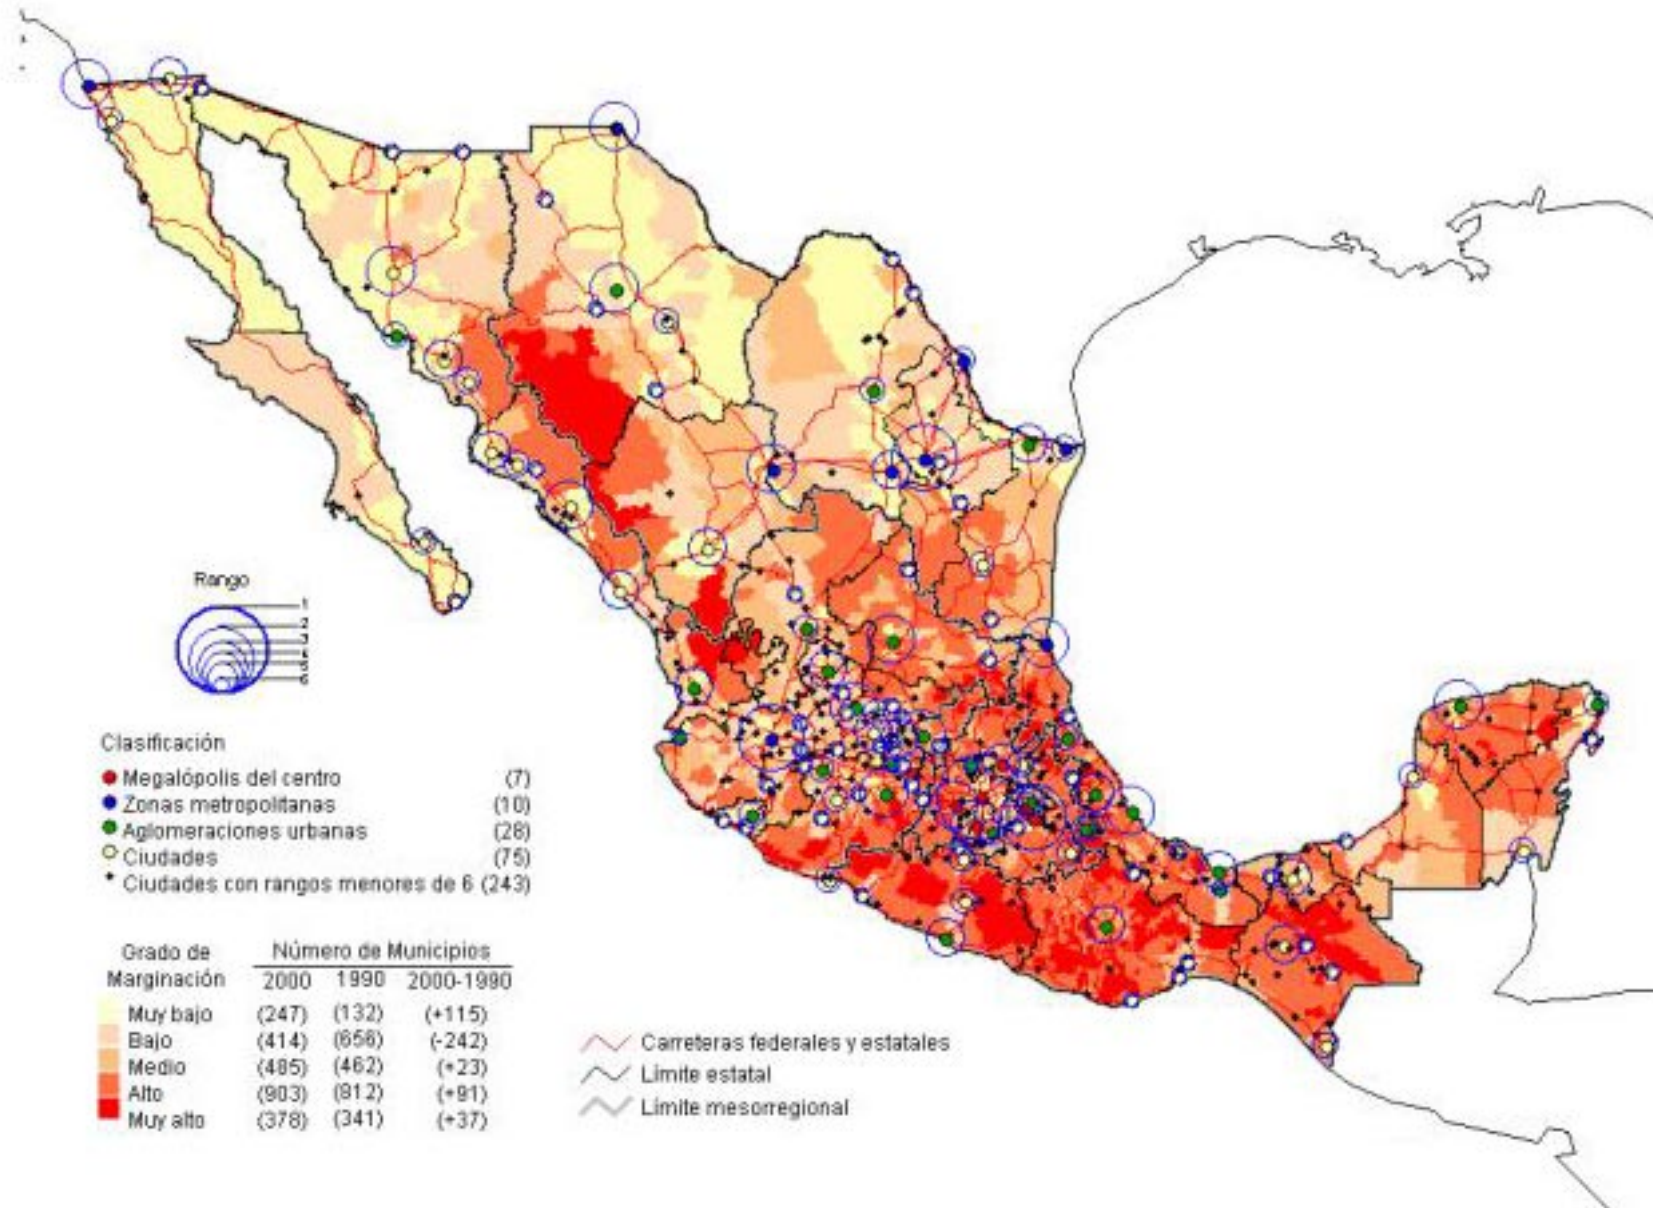 Rango
1
2
3
4
5
6
Clasificación
Megalópolis del centro (7)
Zonas metropolitanas (10)
Aglomeraciones urbanas (28)
Ciudades (75)
Ciudades con rangos menores de 6 (243)
Grado de Marginación Número de Municipios
2000 1990 2000-1990
Muy bajo (247) (132) (+115)
Bajo (414) (656) (-242)
Medio (485) (462) (+23)
Alto (903) (812) (+91)
Muy alto (378) (341) (+37)
Carreteras federales y estatales
Límite estatal
Límite mesorregional